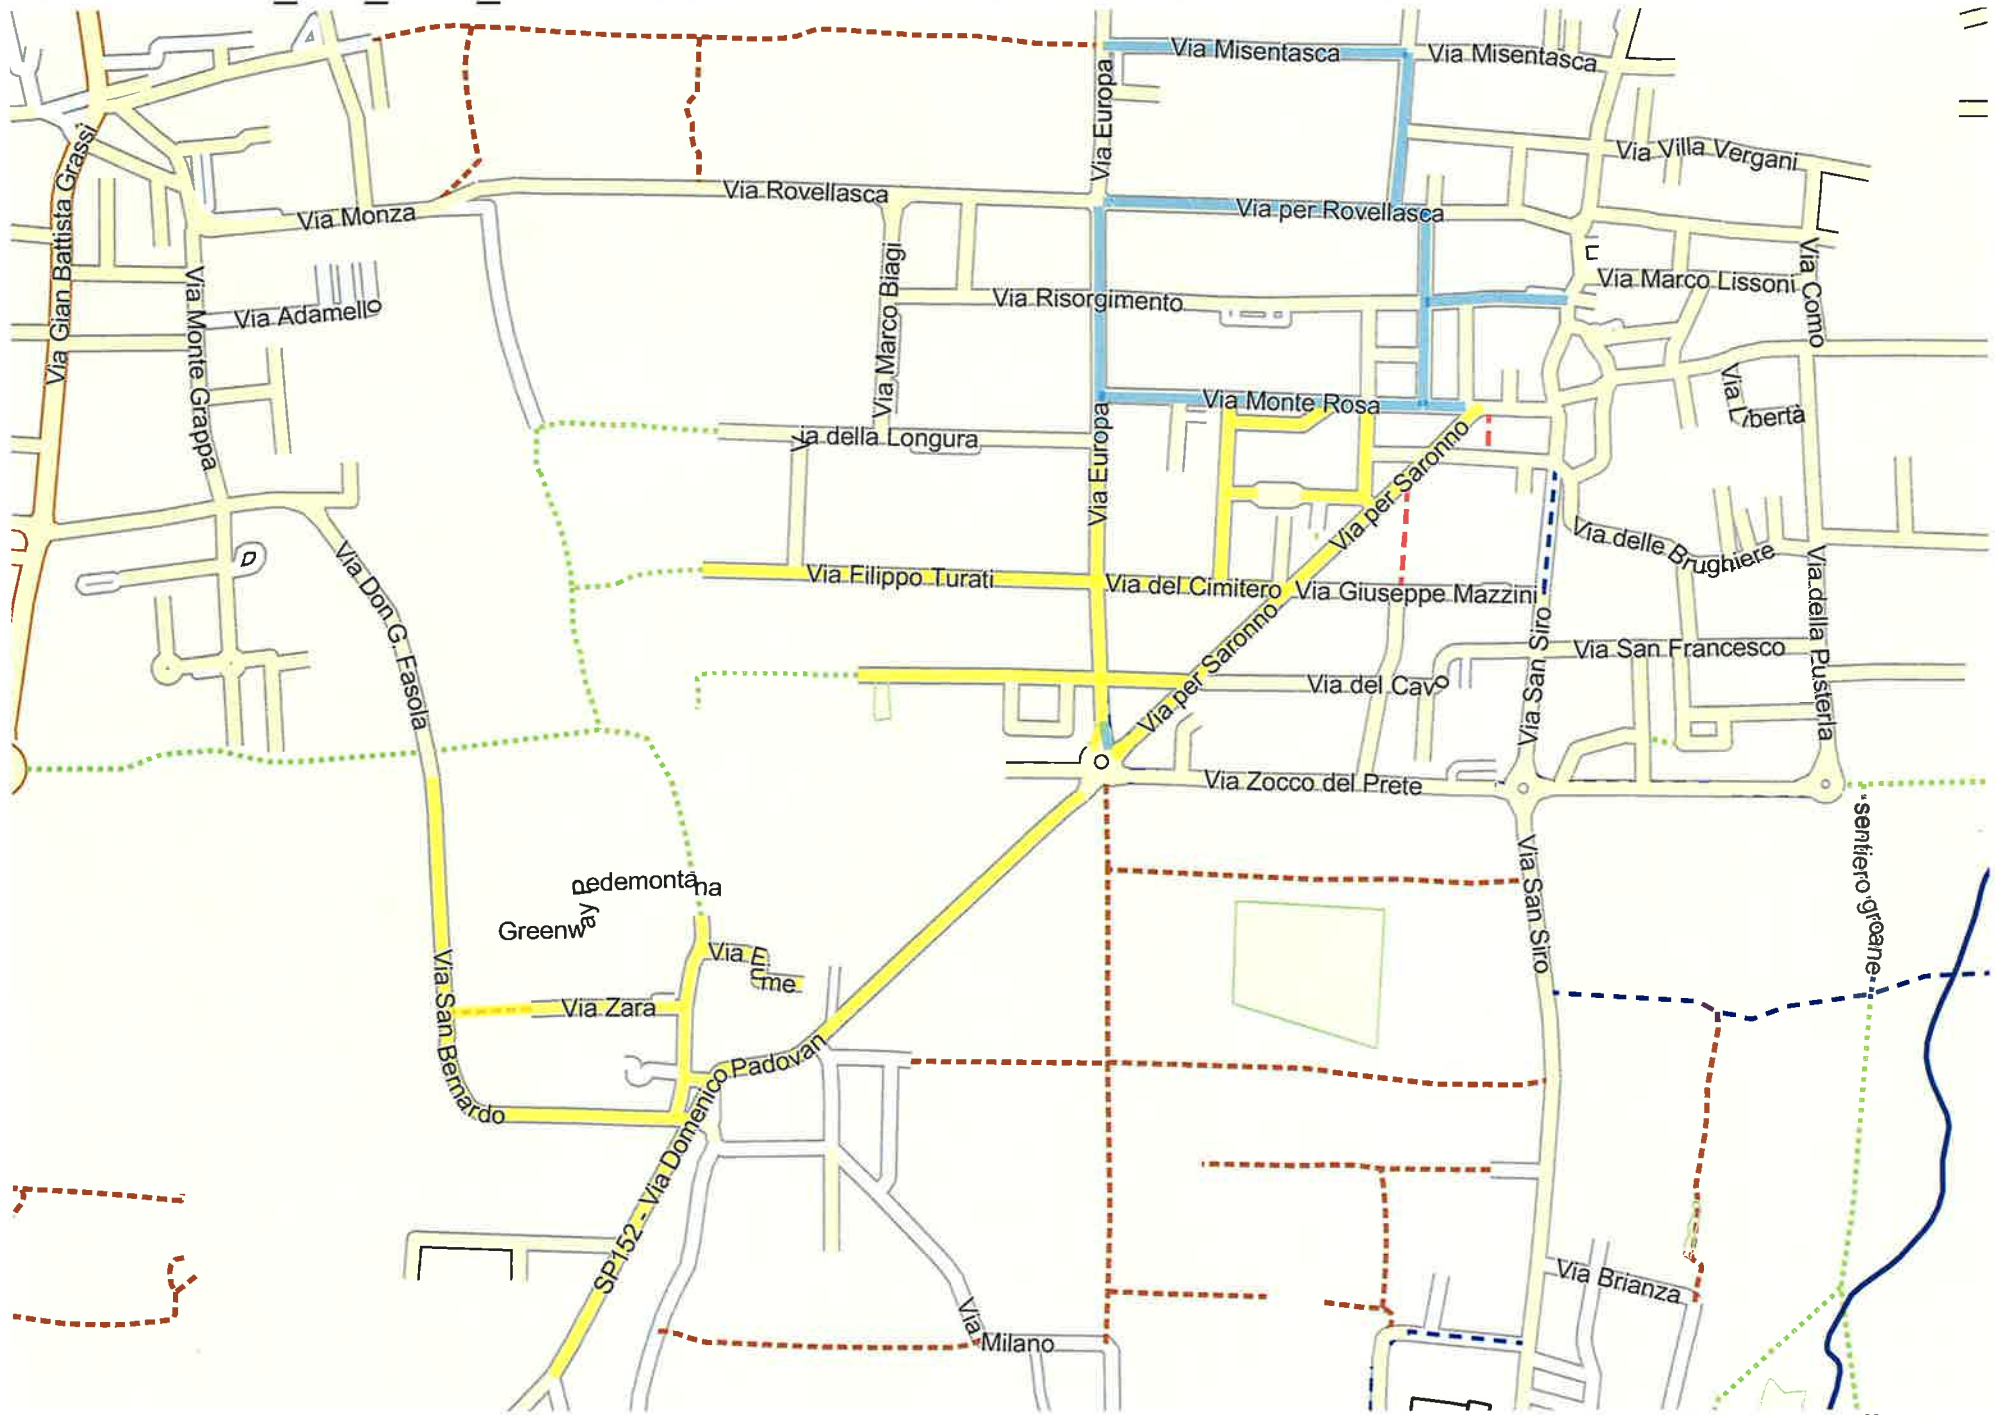 Via Misentasca
Via Misentasca
Via Europa
Via Gian Battista Grassi
Via Villa Vergani
Via Rovellasca
Via Monza
Via per Rovellasca
Via Monte Grappa
Via Marco Biagi
Via Marco Lissoni
Via Como
Via Adamello
Via Risorgimento
Via Libertà
Via Monte Rosa
Via Europa
ia della Longura
Via per Saronno
Via Don G. Fasola
Via delle Brughiere
Via Filippo Turati
Via del Cimitero
Via Giuseppe Mazzini
Via della Pusterla
Via per Saronno
Via San Siro
Via San Francesco
Via del Cavo
Via Zocco del Prete
'sentiero groane'
Via San Siro
Greenway Pedemontana
Via Zara
Via San Bernardo
SP152 - Via Domenico Padovan
Via Brianza
Via Milano